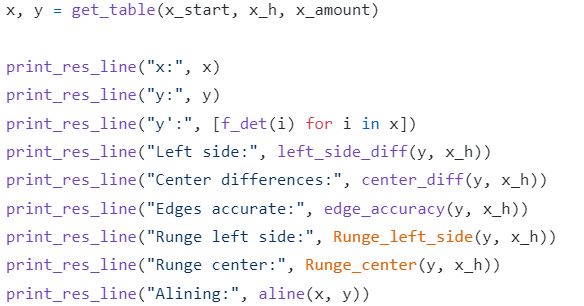 x, y = get_table(x_start, x_h, x_amount)
print_res_line("x:", x)
print_res_line("y:", y)
print_res_line("y':", [f_det(i) for i in x])
print_res_line("Left side:", left_side_diff(y, x_h))
print_res_line("Center differences:", center_diff(y, x_h))
print_res_line("Edges accurate:", edge_accuracy(y, x_h))
print_res_line("Runge left side:", Runge_left_side(y, x_h))
print_res_line("Runge center:", Runge_center(y, x_h))
print_res_line("Alining:", aline(x, y))